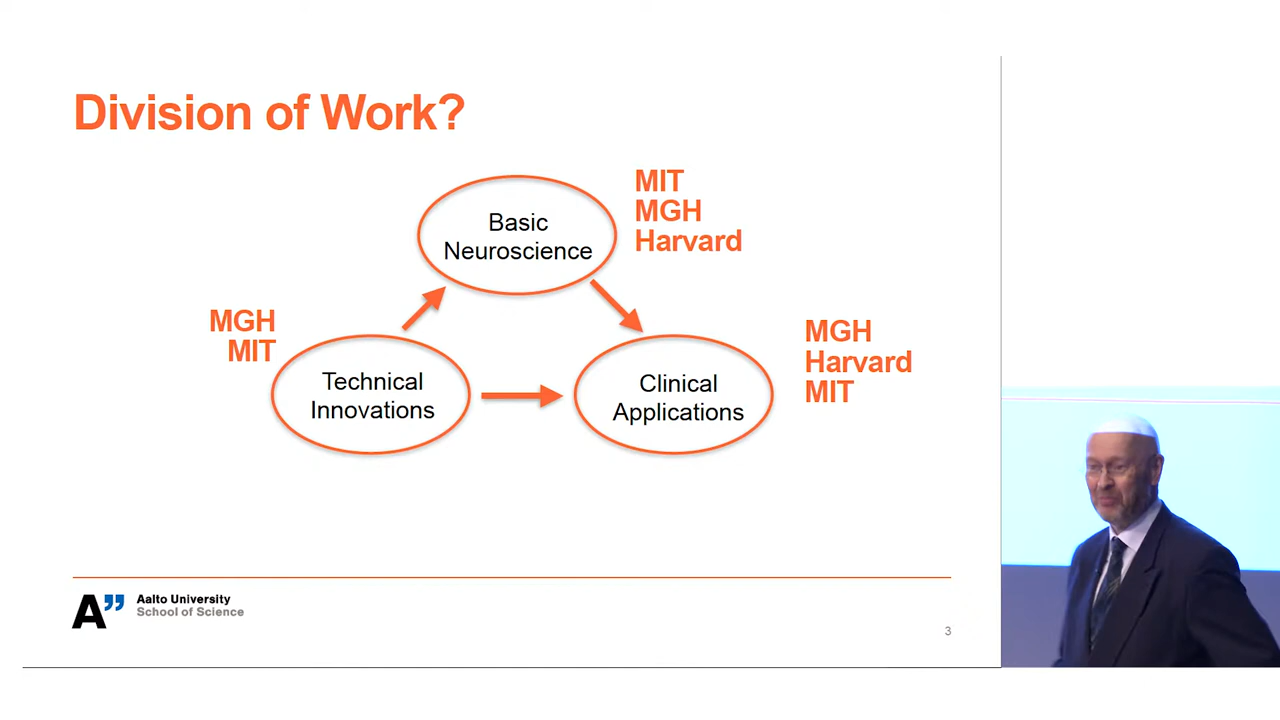 Division of Work?
MIT
MGH
Harvard
Basic
Neuroscience
MGH
MIT
Technical
Innovations
Clinical
Applications
MGH
Harvard
MIT
A”
Aalto University
School of Science
3